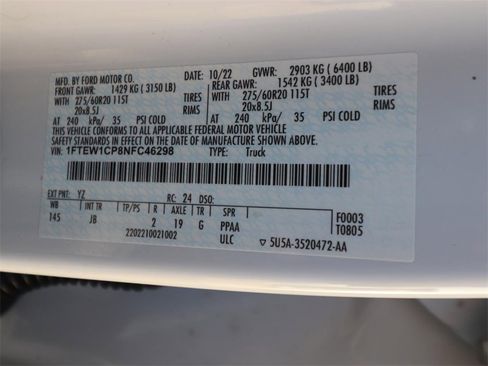 MFD. BY FORD MOTOR CO. DATE: 10/22 GVWR: 2903 KG (6400 LB)
FRONT GAWR: 1429 KG (3150 LB) REAR GAWR: 1542 KG (3400 LB)
WITH 275/60R20 115T TIRES WITH 275/60R20 115T TIRES
20x8.5J RIMS 20x8.5J RIMS
AT 240 kPa/ 35 PSI COLD AT 240 kPa/ 35 PSI COLD
THIS VEHICLE CONFORMS TO ALL APPLICABLE FEDERAL MOTOR VEHICLE
SAFETY STANDARDS IN EFFECT ON THE DATE OF MANUFACTURE SHOWN ABOVE.
VIN: 1FTEW1CP8NFC46298 TYPE: Truck
EXT PNT: YZ RC: 24 DSO:
WB INT TR TP/PS R AXLE TR SPR F0003
145 JB 2 19 G PPAA T0805
2202210021002 ULC 5U5A-3520472-AA